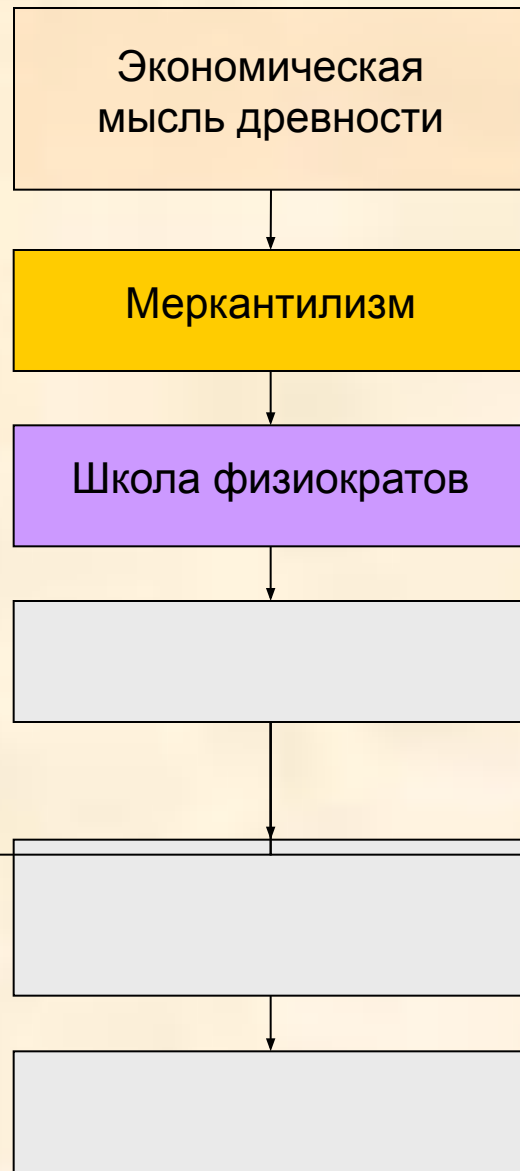 Экономическая
мысль древности
Меркантилизм
Школа физиократов